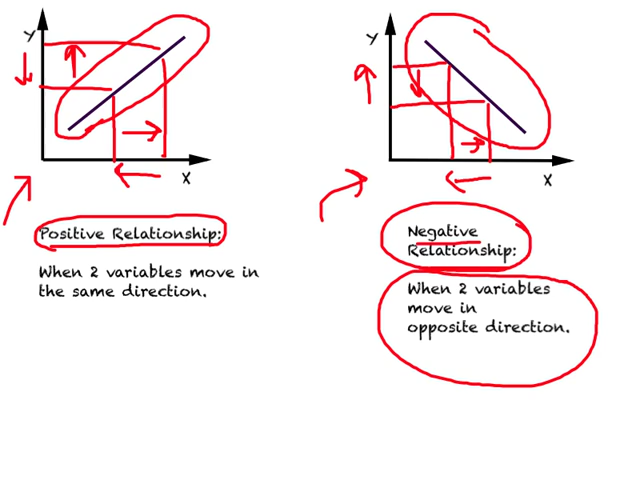 Y
X
Positive Relationship:
When 2 variables move in
the same direction.
Y
X
Negative
Relationship:
When 2 variables
move in
opposite direction.